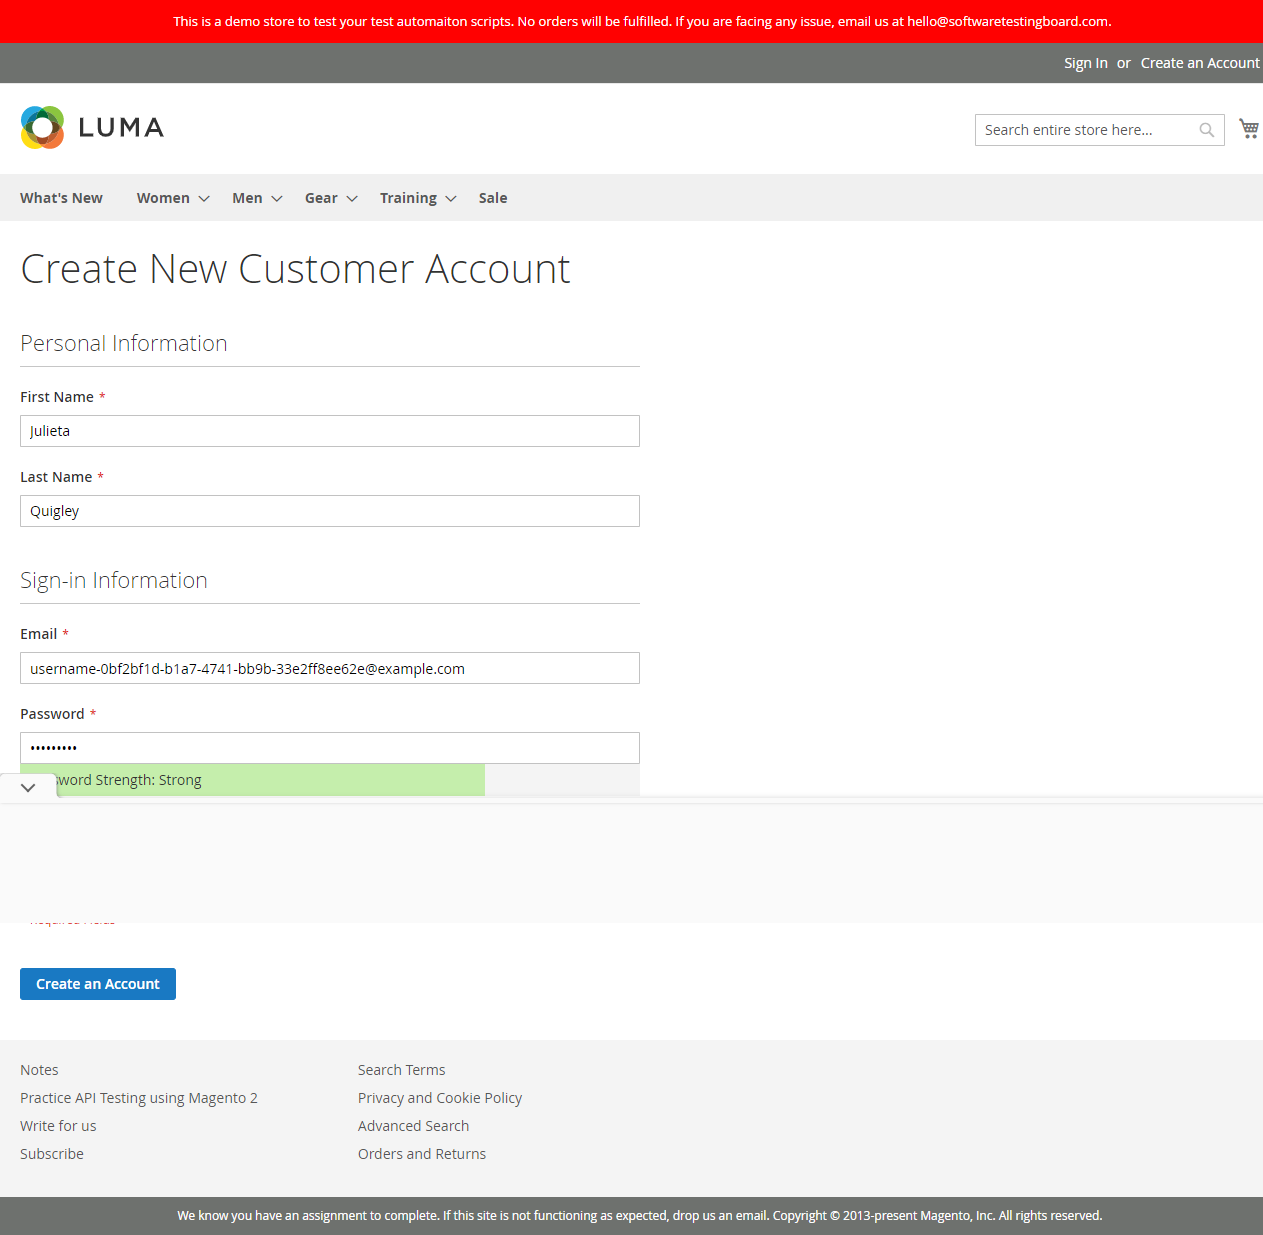 This is a demo store to test your test automaiton scripts. No orders will be fulfilled. If you are facing any issue, email us at hello@softwaretestingboard.com.
Sign In or Create an Account
LUMA
Search entire store here...
What's New Women Men Gear Training Sale
Create New Customer Account
Personal Information
First Name *
Julieta
Last Name *
Quigley
Sign-in Information
Email *
username-0bf2bf1d-b1a7-4741-bb9b-33e2ff8ee62e@example.com
Password *
•••••••••
Strength: Strong
Create an Account
Notes
Practice API Testing using Magento 2
Write for us
Subscribe
Search Terms
Privacy and Cookie Policy
Advanced Search
Orders and Returns
We know you have an assignment to complete. If this site is not functioning as expected, drop us an email. Copyright © 2013-present Magento, Inc. All rights reserved.